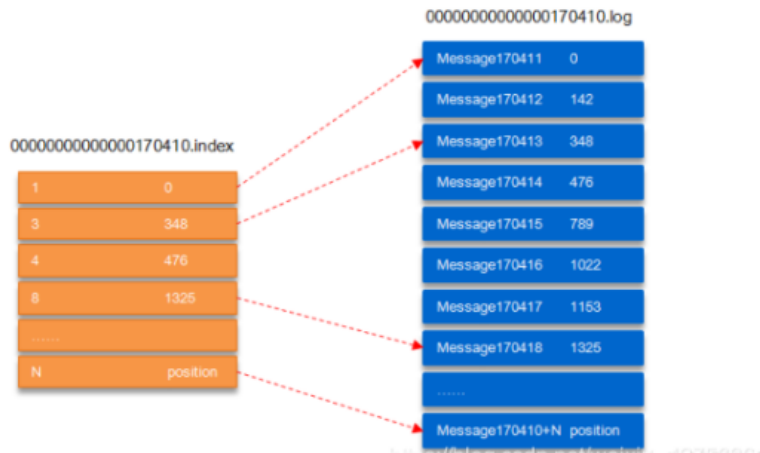 00000000000000170410.log
Message170411 0
Message170412 142
Message170413 348
Message170414 476
Message170415 789
Message170416 1022
Message170417 1153
Message170418 1325
......
Message170410+N position
00000000000000170410.index
1 0
3 348
4 476
8 1325
......
N position